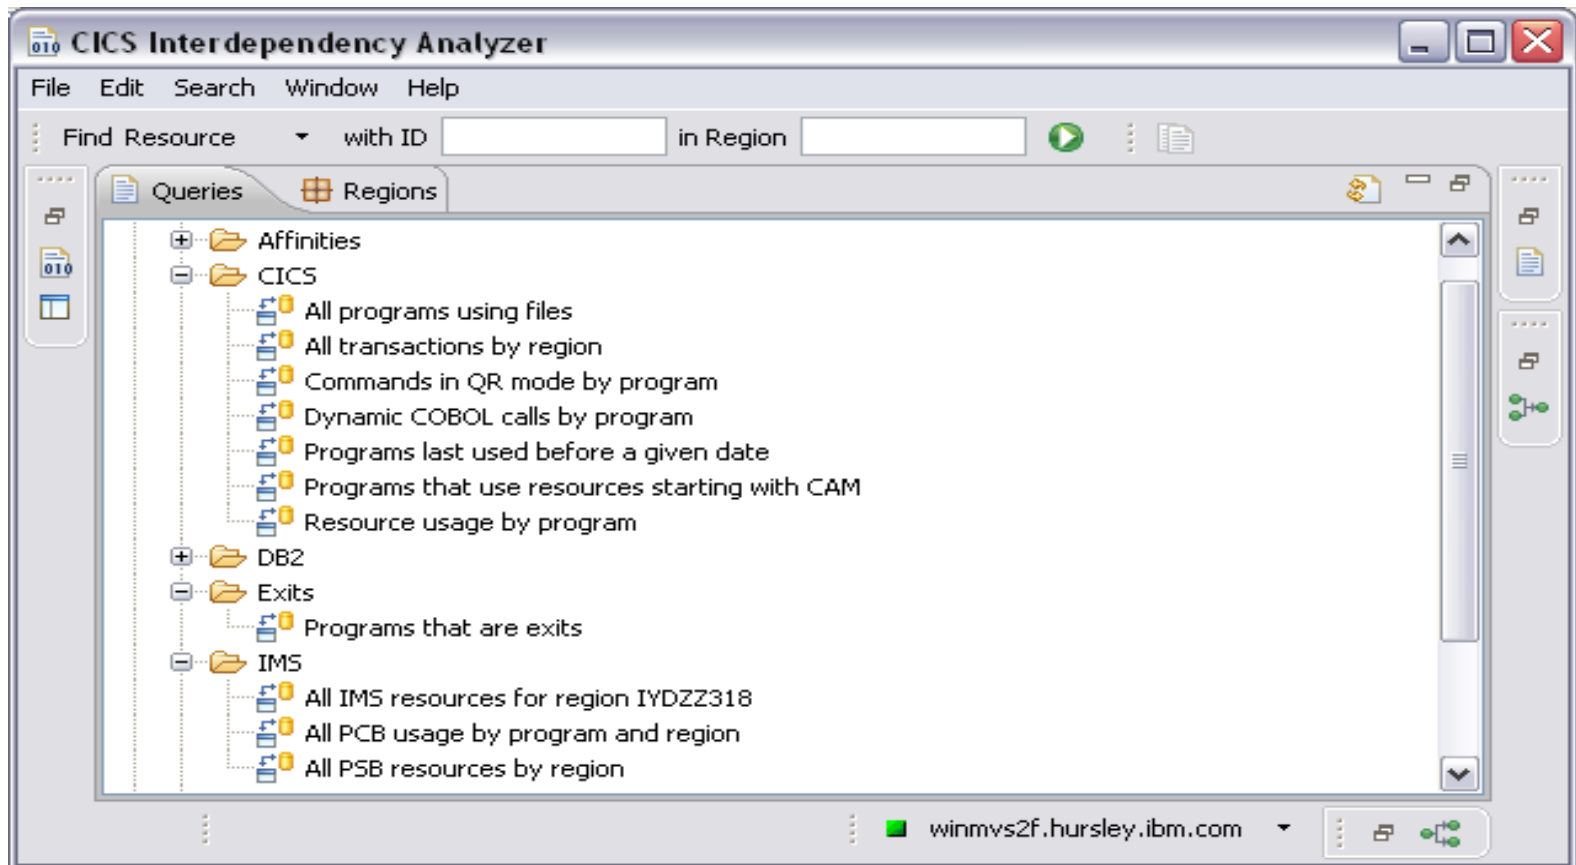 CICS Interdependency Analyzer
File Edit Search Window Help
Find Resource with ID in Region
Queries Regions
Affinities
CICS
All programs using files
All transactions by region
Commands in QR mode by program
Dynamic COBOL calls by program
Programs last used before a given date
Programs that use resources starting with CAM
Resource usage by program
DB2
Exits
Programs that are exits
IMS
All IMS resources for region IYDZZ318
All PCB usage by program and region
All PSB resources by region
winmvs2f.hursley.ibm.com